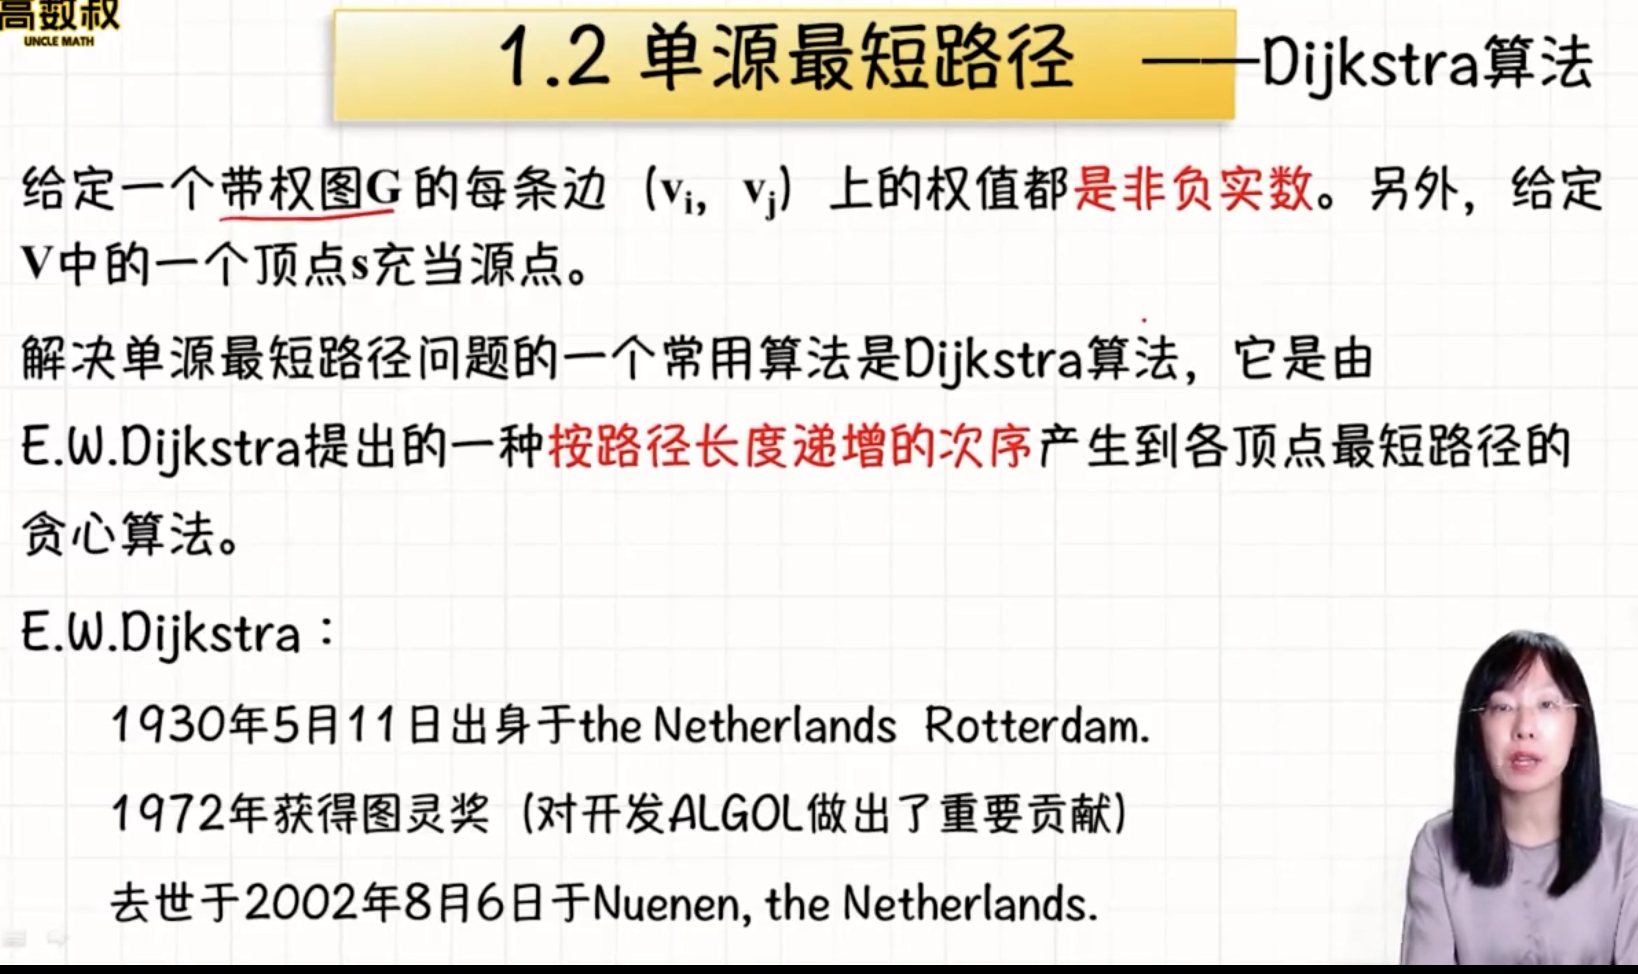 高数叔
UNCLE MATH
1.2 单源最短路径 ——Dijkstra算法
给定一个带权图G 的每条边（vi，vj）上的权值都是非负实数。另外，给定
V中的一个顶点s充当源点。
解决单源最短路径问题的一个常用算法是Dijkstra算法，它是由
E.W.Dijkstra提出的一种按路径长度递增的次序产生到各顶点最短路径的
贪心算法。
E.W.Dijkstra：
1930年5月11日出身于the Netherlands Rotterdam.
1972年获得图灵奖（对开发ALGOL做出了重要贡献）
去世于2002年8月6日于Nuenen, the Netherlands.